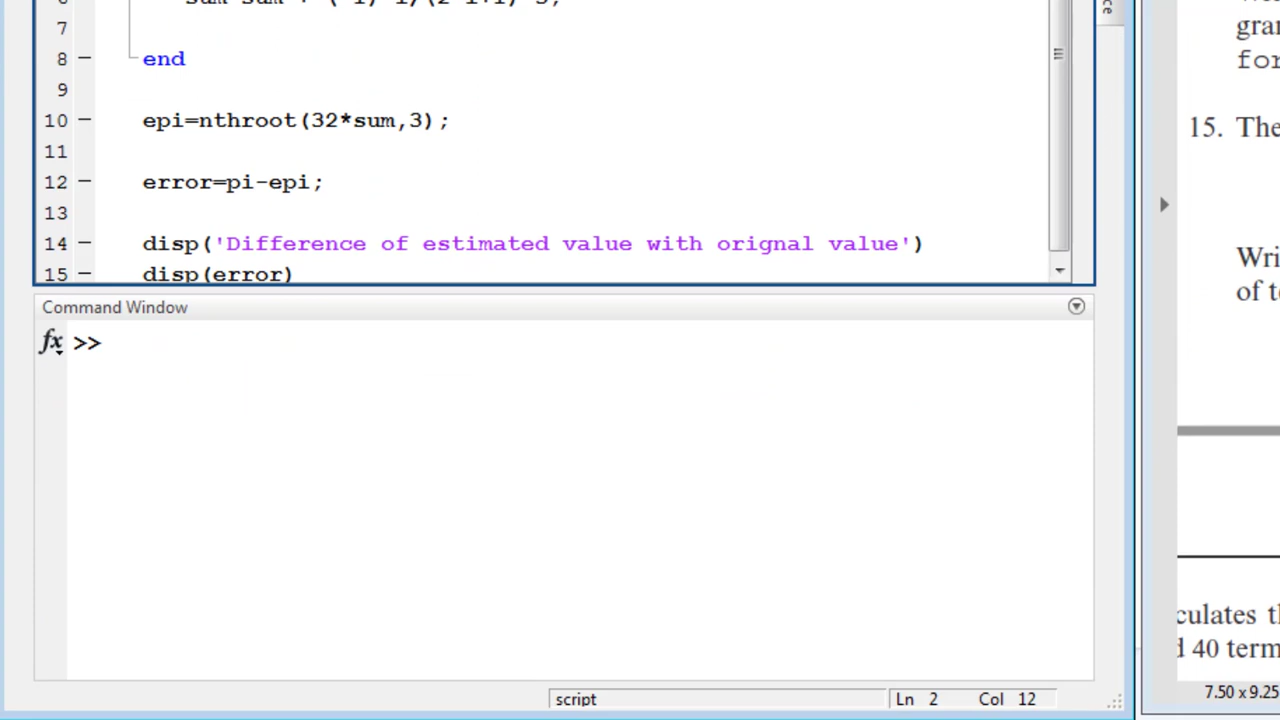 6
7
8 end
9
10 epi=nthroot(32*sum,3);
11
12 error=pi-epi;
13
14 disp('Difference of estimated value with orignal value')
15 disp(error)
Command Window
fx >>
script Ln 2 Col 12
for
15. The
Wri
of t
culates
d 40 term
7.50 x 9.25